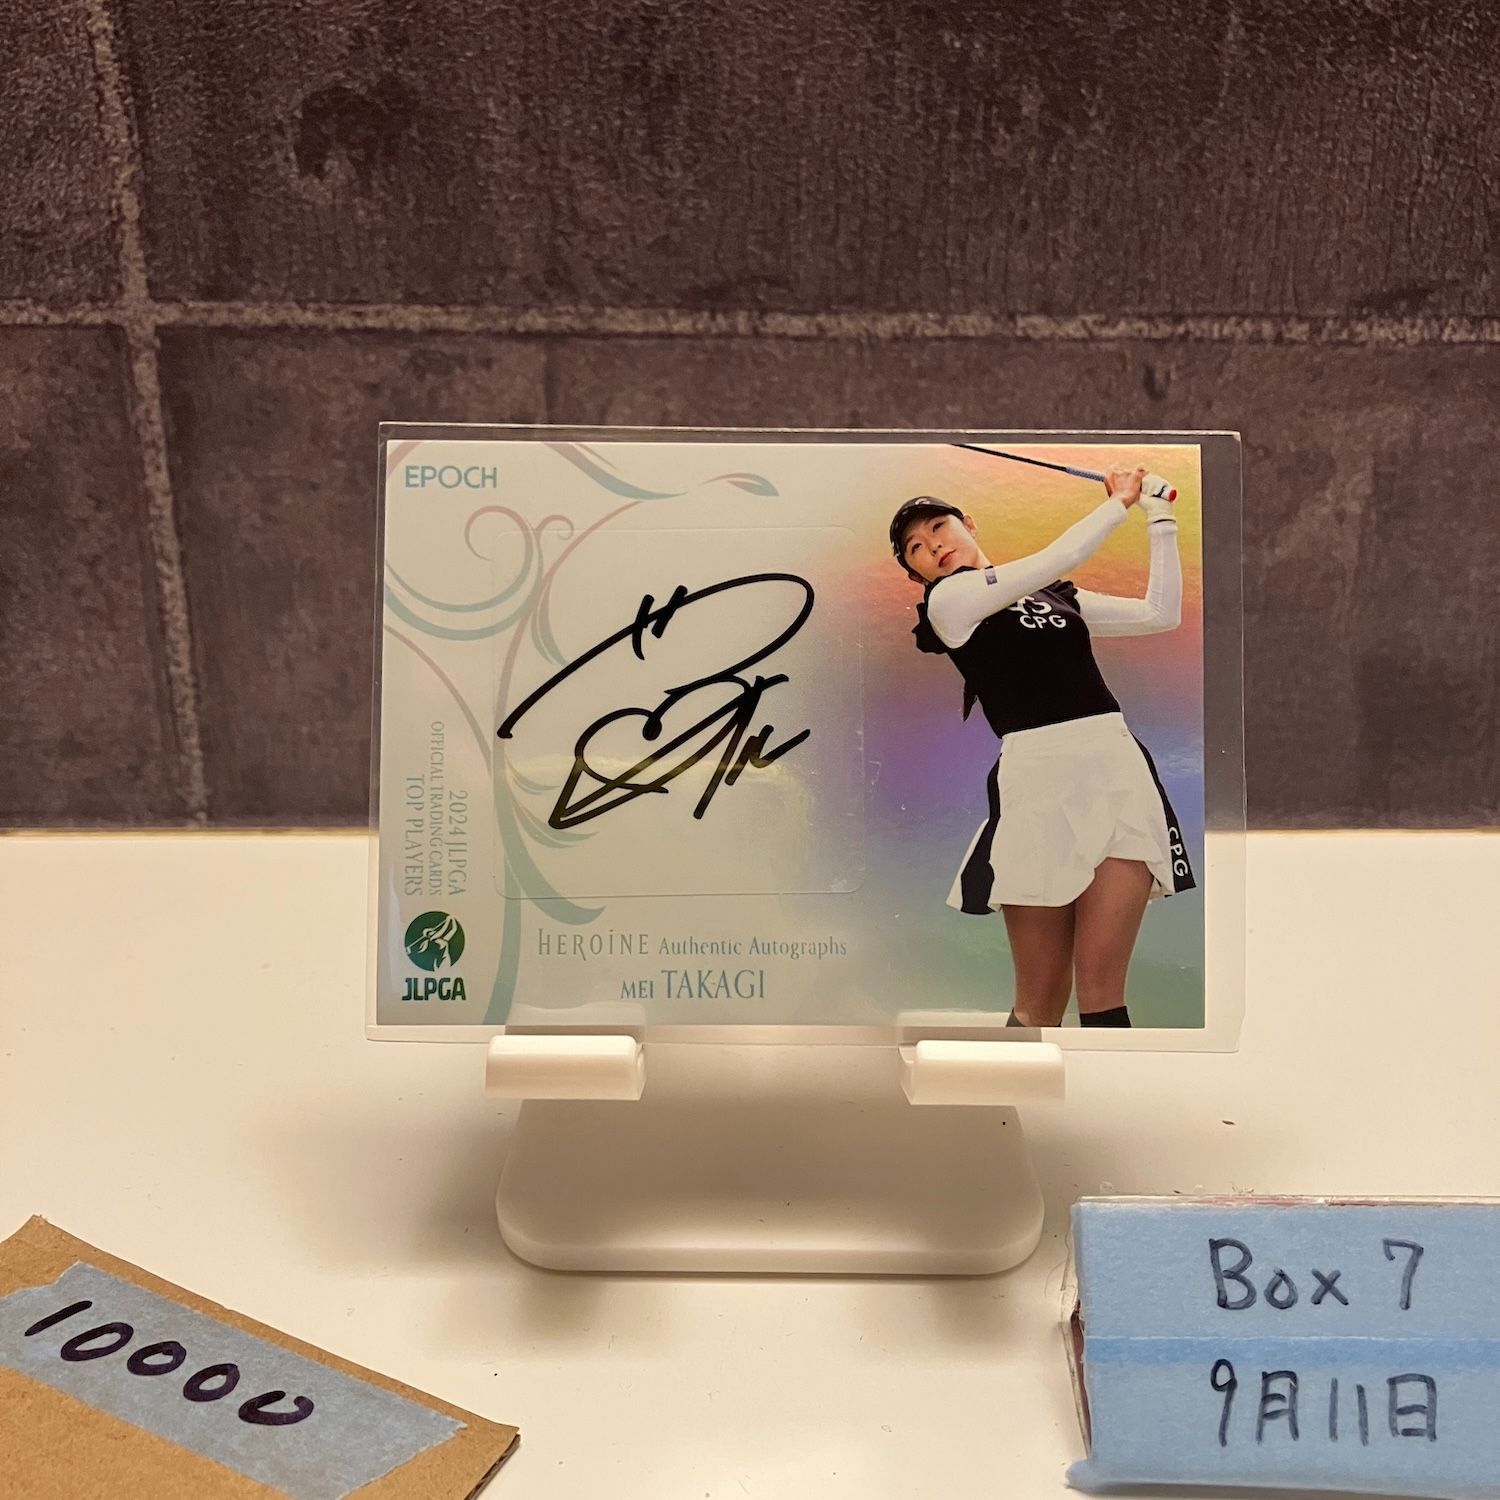 EPOCH
2024 JLPGA
OFFICIAL TRADING CARDS
TOP PLAYERS
JLPGA
HEROINE Authentic Autographs
MEI TAKAGI
CPG
CPG
10000
Box 7
9月11日